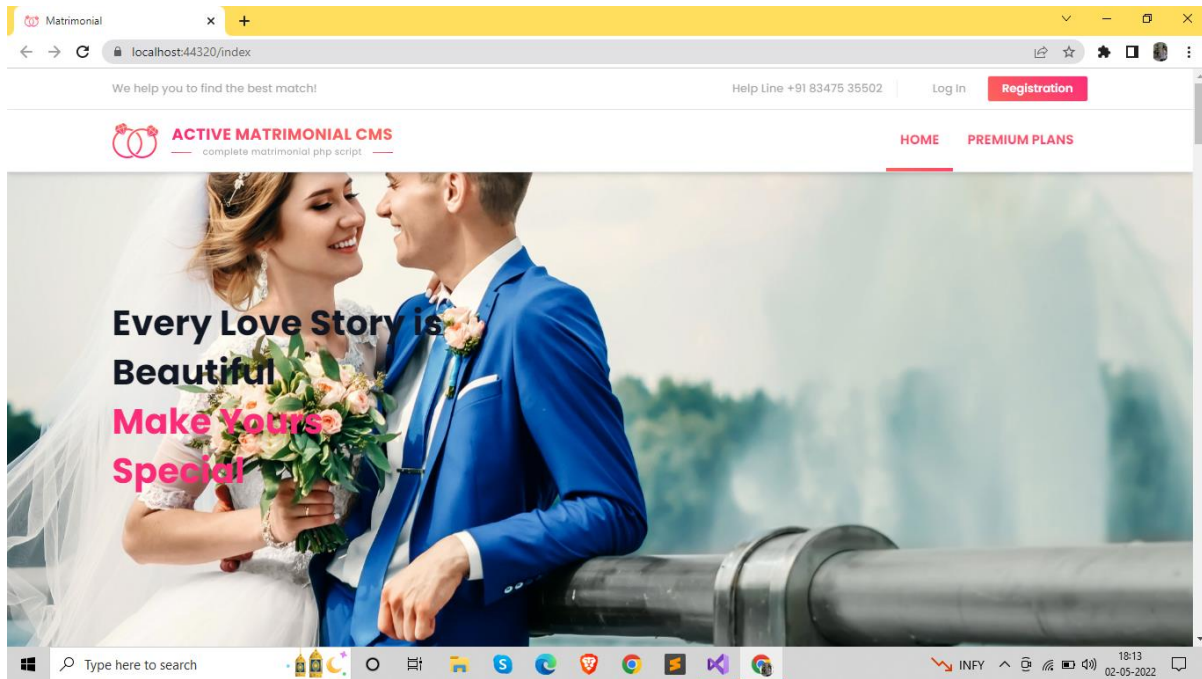 Matrimonial
localhost:44320/index
We help you to find the best match!
Help Line +91 83475 35502
Log In
Registration
ACTIVE MATRIMONIAL CMS
complete matrimonial php script
HOME
PREMIUM PLANS
Every Love Story is
Beautiful
Make Yours
Special
Type here to search
INFY
18:13
02-05-2022